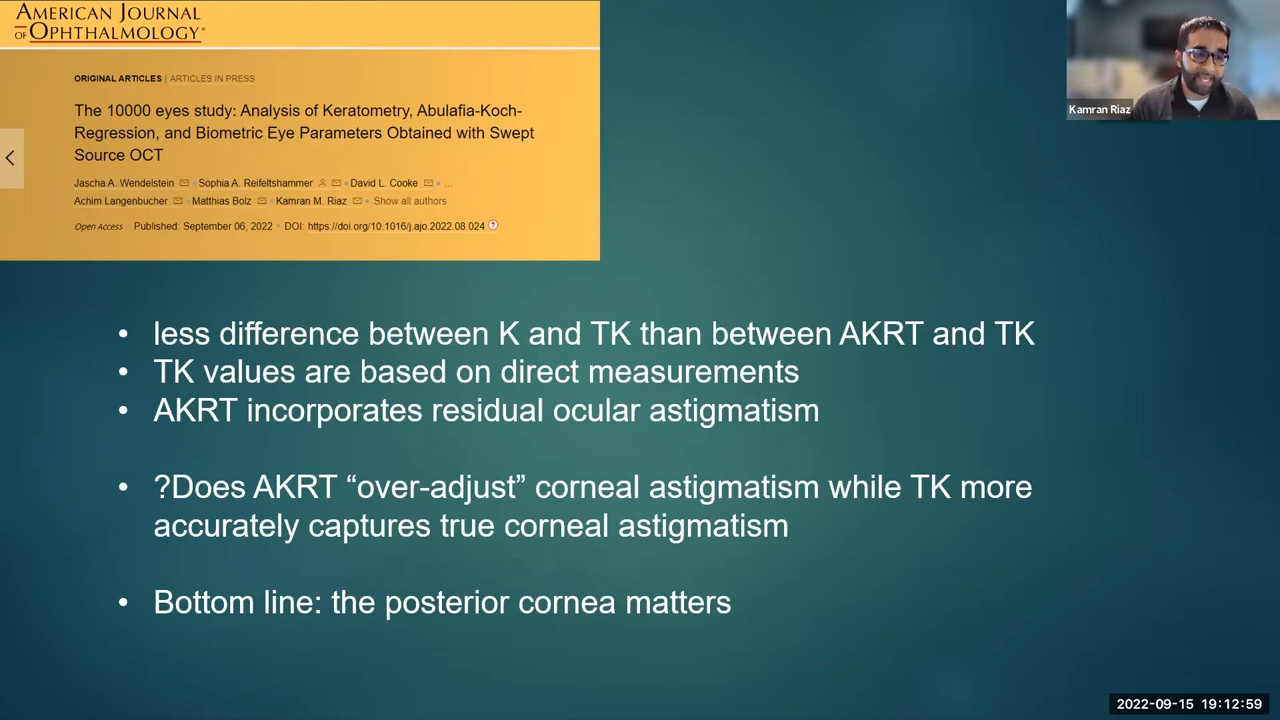 AMERICAN JOURNAL
OF OPHTHALMOLOGY®
ORIGINAL ARTICLES | ARTICLES IN PRESS
The 10000 eyes study: Analysis of Keratometry, Abulafia-Koch-
Regression, and Biometric Eye Parameters Obtained with Swept
Source OCT
Jascha A. Wendelstein • Sophia A. Reifeltshammer • David L. Cooke • ...
Achim Langenbucher • Matthias Bolz • Kamran M. Riaz • Show all authors
Open Access Published: September 06, 2022 • DOI: https://doi.org/10.1016/j.ajo.2022.08.024 ?
Kamran Riaz
• less difference between K and TK than between AKRT and TK
• TK values are based on direct measurements
• AKRT incorporates residual ocular astigmatism
• ?Does AKRT “over-adjust” corneal astigmatism while TK more
accurately captures true corneal astigmatism
• Bottom line: the posterior cornea matters
2022-09-15 19:12:59